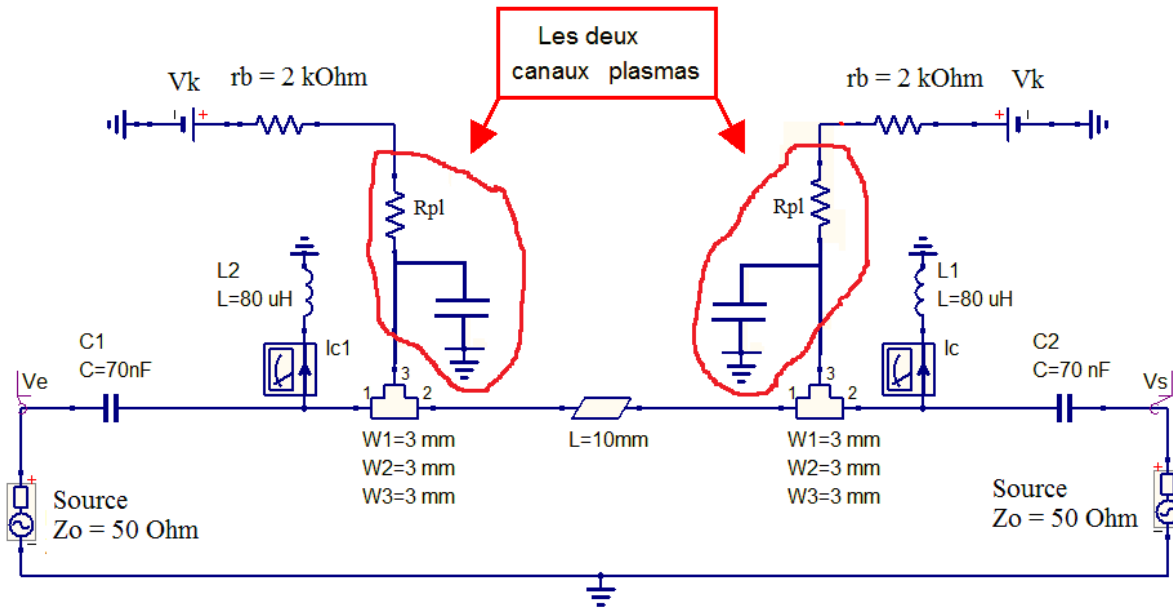 Les deux
canaux plasmas
Vk
rb = 2 kOhm
rb = 2 kOhm
Vk
-
+
+
-
Rpl
Rpl
L2
L=80 uH
L1
L=80 uH
C1
C=70nF
Ic1
Ic
C2
C=70 nF
Ve
Vs
1
3
2
1
3
2
W1=3 mm
W2=3 mm
W3=3 mm
L=10mm
W1=3 mm
W2=3 mm
W3=3 mm
+
-
Source
Zo = 50 Ohm
Source
Zo = 50 Ohm
+
-